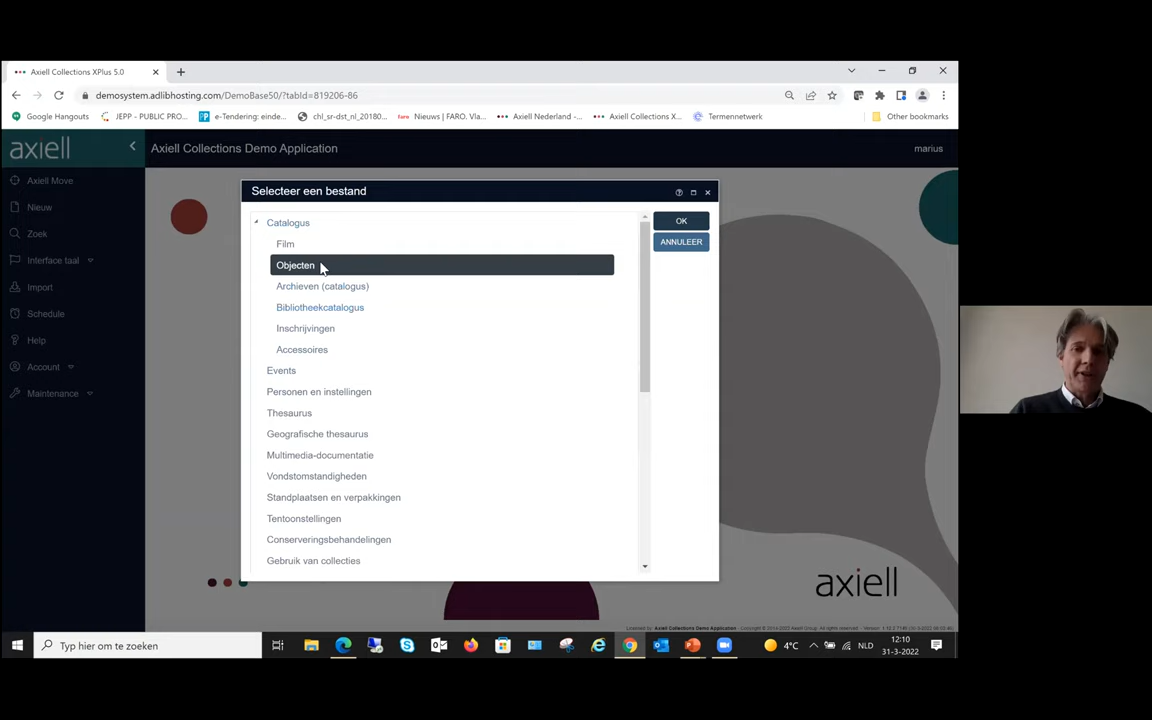 Axiell Collections XPlus 5.0
demosystem.adlibhosting.com/DemoBase50/?tabId=819206-86
Google Hangouts
JEPP - PUBLIC PRO...
e-Tendering: einde...
chl_sr-dst_nl_20180...
Nieuws | FARO. Vla...
Axiell Nederland -...
Axiell Collections X...
Termennetwerk
Other bookmarks
axiell
Axiell Collections Demo Application
marius
Axiell Move
Nieuw
Zoek
Interface taal
Import
Schedule
Help
Account
Maintenance
Selecteer een bestand
OK
ANNULEER
Catalogus
Film
Objecten
Archieven (catalogus)
Bibliotheekcatalogus
Inschrijvingen
Accessoires
Events
Personen en instellingen
Thesaurus
Geografische thesaurus
Multimedia-documentatie
Vondstomstandigheden
Standplaatsen en verpakkingen
Tentoonstellingen
Conserveringsbehandelingen
Gebruik van collecties
axiell
Typ hier om te zoeken
4°C
NLD
12:10
31-3-2022